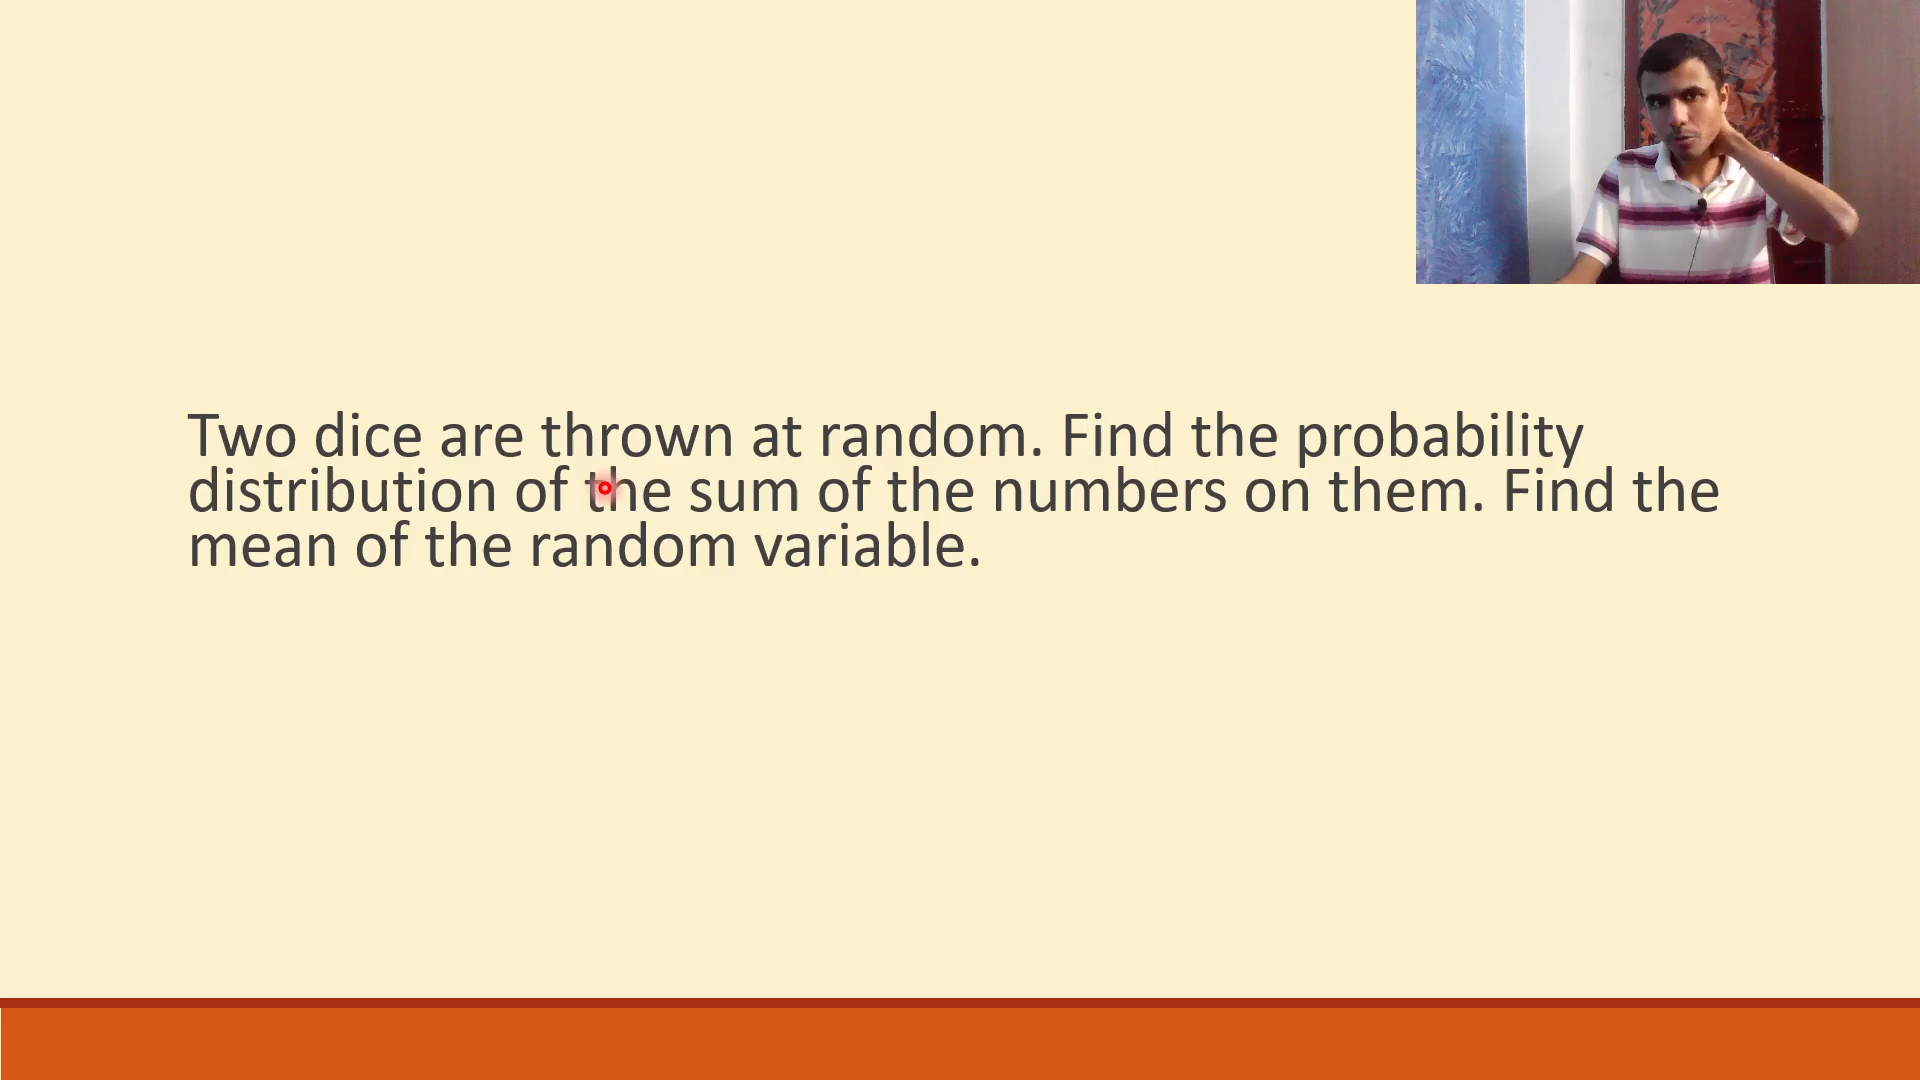 Two dice are thrown at random. Find the probability
distribution of the sum of the numbers on them. Find the
mean of the random variable.